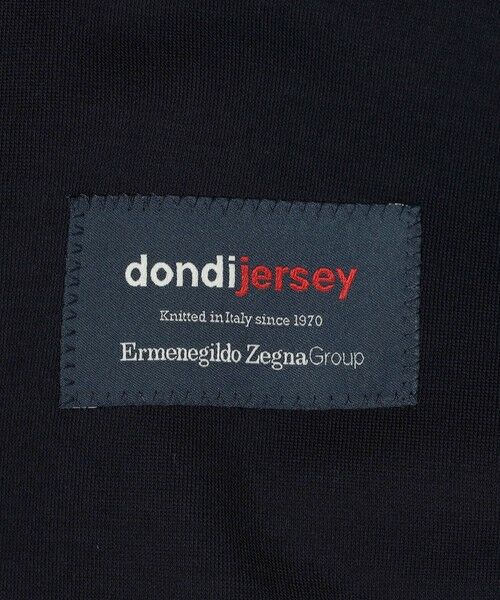 dondijersey
Knitted in Italy since 1970
Ermenegildo ZegnaGroup